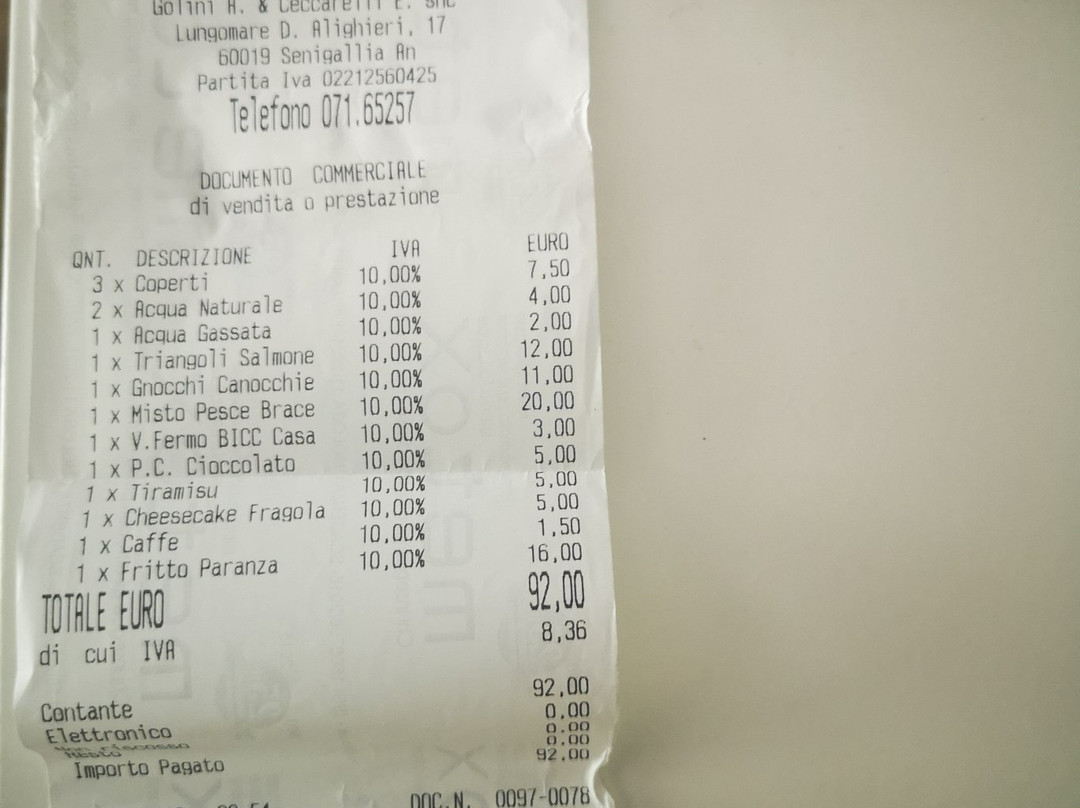 Golini A. & Ceccarelli E. snc
Lungomare D. Alighieri, 17
60019 Senigallia An
Partita Iva 02212560425
Telefono 071.65257
DOCUMENTO COMMERCIALE
di vendita o prestazione
QNT. DESCRIZIONE IVA EURO
3 x Coperti 10,00% 7,50
2 x Acqua Naturale 10,00% 4,00
1 x Acqua Gassata 10,00% 2,00
1 x Triangoli Salmone 10,00% 12,00
1 x Gnocchi Canocchie 10,00% 11,00
1 x Misto Pesce Brace 10,00% 20,00
1 x V.Fermo BICC Casa 10,00% 3,00
1 x P.C. Cioccolato 10,00% 5,00
1 x Tiramisu 10,00% 5,00
1 x Cheesecake Fragola 10,00% 5,00
1 x Caffe 10,00% 1,50
1 x Fritto Paranza 10,00% 16,00
TOTALE EURO 92,00
di cui IVA 8,36
Contante 92,00
Elettronico 0,00
Non riscosso 0,00
Resto 0,00
Importo Pagato 92,00
DOC.N. 0097-0078